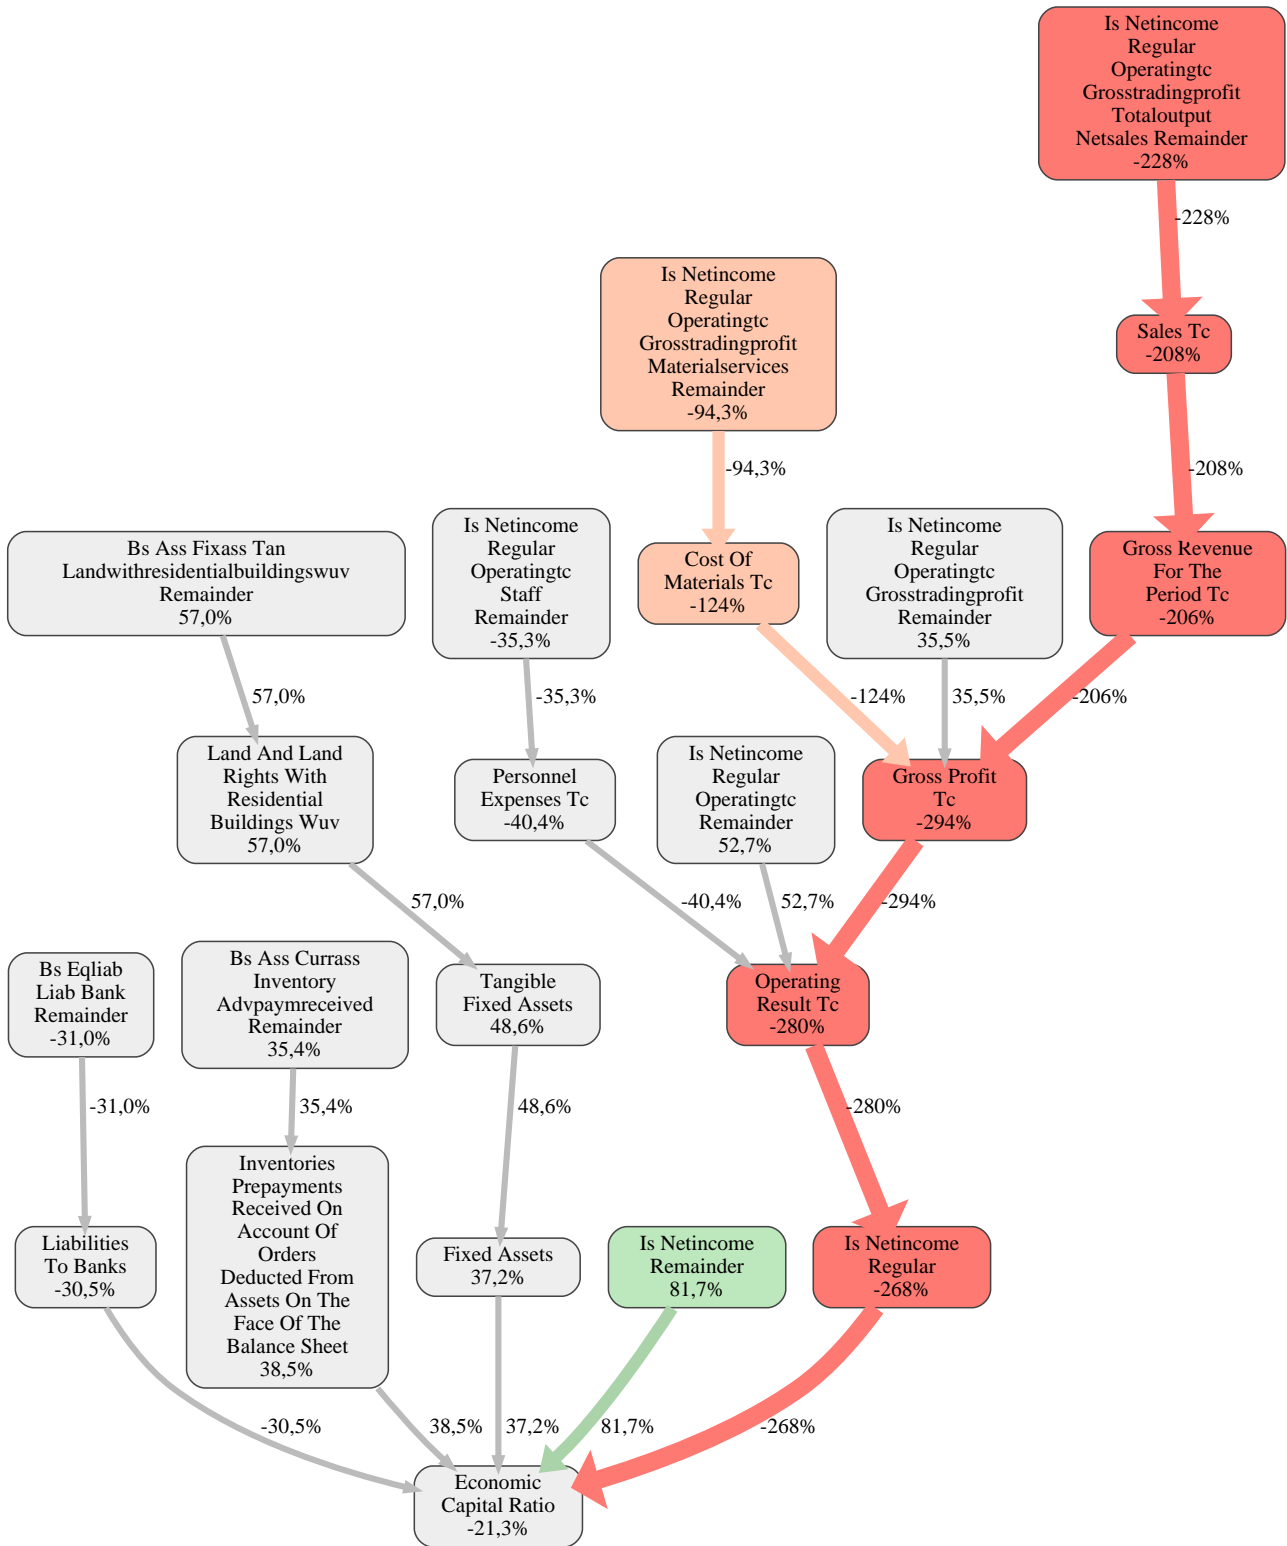 Is Netincome
Regular
Operatingtc
Grosstradingprofit
Totaloutput
Netsales Remainder
-228%
-228%
Is Netincome
Regular
Operatingtc
Grosstradingprofit
Materialservices
Remainder
-94,3%
Sales Tc
-208%
-94,3%
-208%
Bs Ass Fixass Tan
Landwithresidentialbuildingswuv
Remainder
57,0%
Is Netincome
Regular
Operatingtc
Staff
Remainder
-35,3%
Cost Of
Materials Tc
-124%
Is Netincome
Regular
Operatingtc
Grosstradingprofit
Remainder
35,5%
Gross Revenue
For The
Period Tc
-206%
57,0%
-35,3%
-124%
35,5%
-206%
Land And Land
Rights With
Residential
Buildings Wuv
57,0%
Personnel
Expenses Tc
-40,4%
Is Netincome
Regular
Operatingtc
Remainder
52,7%
Gross Profit
Tc
-294%
57,0%
-40,4%
52,7%
-294%
Bs Eqliab
Liab Bank
Remainder
-31,0%
Bs Ass Currass
Inventory
Advpaymreceived
Remainder
35,4%
Tangible
Fixed Assets
48,6%
Operating
Result Tc
-280%
-31,0%
35,4%
48,6%
-280%
Liabilities
To Banks
-30,5%
Inventories
Prepayments
Received On
Account Of
Orders
Deducted From
Assets On The
Face Of The
Balance Sheet
38,5%
Fixed Assets
37,2%
Is Netincome
Remainder
81,7%
Is Netincome
Regular
-268%
-30,5%
38,5%
37,2%
81,7%
-268%
Economic
Capital Ratio
-21,3%